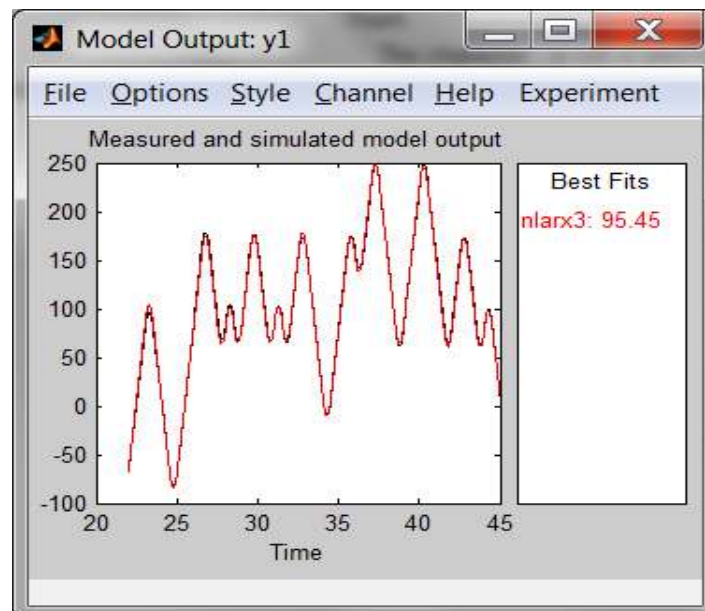 Model Output: y1
File Options Style Channel Help Experiment
Measured and simulated model output
250
200
150
100
50
0
-50
-100
20 25 30 35 40 45
Time
Best Fits
nlarx3: 95.45